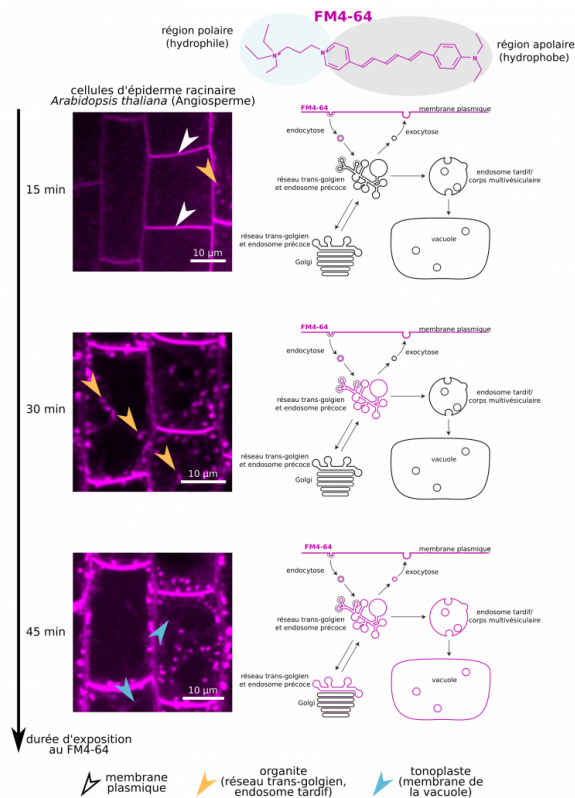 FM4-64
région polaire
(hydrophile)
N+
N+
N
région apolaire
(hydrophobe)
cellules d'épiderme racinaire
Arabidopsis thaliana (Angiosperme)
15 min
10 µm
FM4-64
membrane plasmique
endocytose
exocytose
réseau trans-golgien
et endosome précoce
endosome tardif/
corps multivésiculaire
réseau trans-golgien
et endosome précoce
Golgi
vacuole
30 min
10 µm
FM4-64
membrane plasmique
endocytose
exocytose
réseau trans-golgien
et endosome précoce
endosome tardif/
corps multivésiculaire
réseau trans-golgien
et endosome précoce
Golgi
vacuole
45 min
10 µm
FM4-64
membrane plasmique
endocytose
exocytose
réseau trans-golgien
et endosome précoce
endosome tardif/
corps multivésiculaire
réseau trans-golgien
et endosome précoce
Golgi
vacuole
durée d'exposition
au FM4-64
membrane
plasmique
organite
(réseau trans-golgien,
endosome tardif)
tonoplaste
(membrane de
la vacuole)